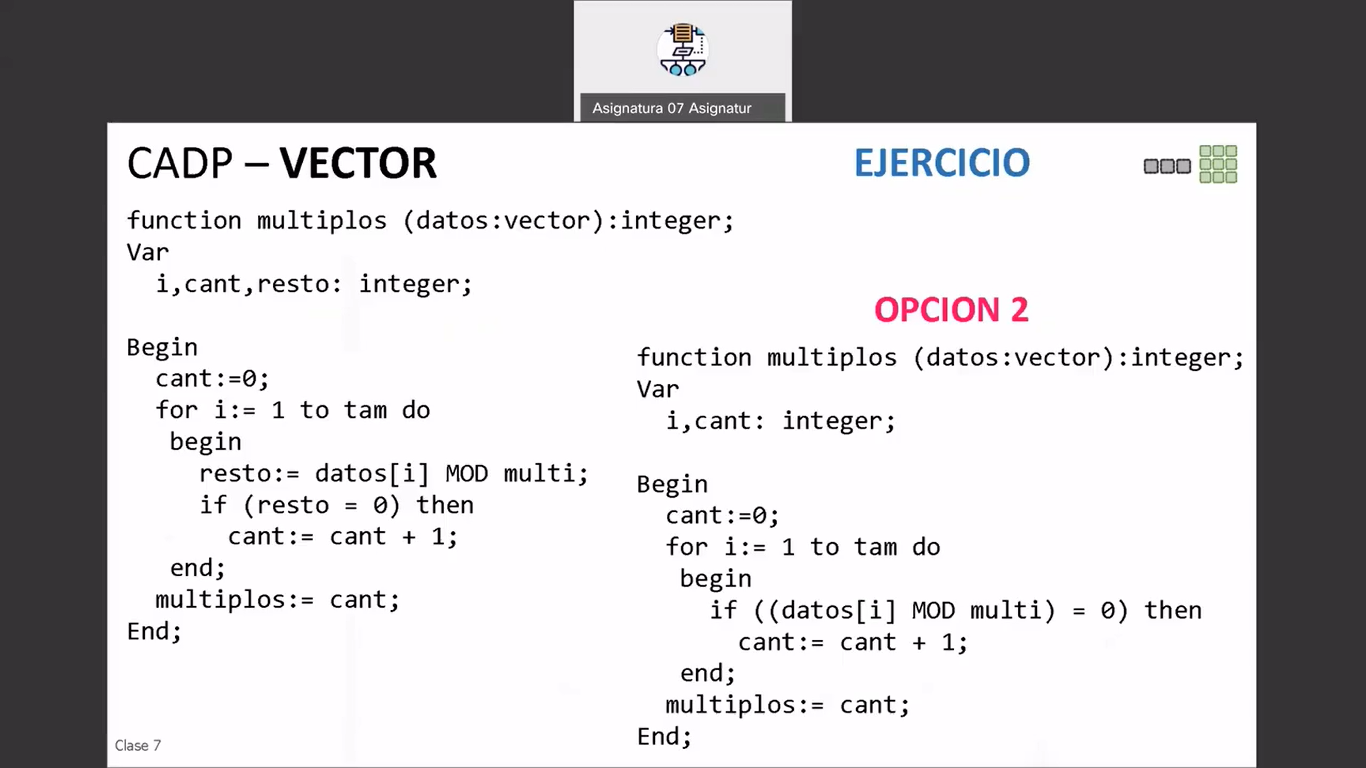 Asignatura 07 Asignatur
CADP – VECTOR
EJERCICIO
function multiplos (datos:vector):integer;
Var
i,cant,resto: integer;
Begin
cant:=0;
for i:= 1 to tam do
begin
resto:= datos[i] MOD multi;
if (resto = 0) then
cant:= cant + 1;
end;
multiplos:= cant;
End;
OPCION 2
function multiplos (datos:vector):integer;
Var
i,cant: integer;
Begin
cant:=0;
for i:= 1 to tam do
begin
if ((datos[i] MOD multi) = 0) then
cant:= cant + 1;
end;
multiplos:= cant;
End;
Clase 7